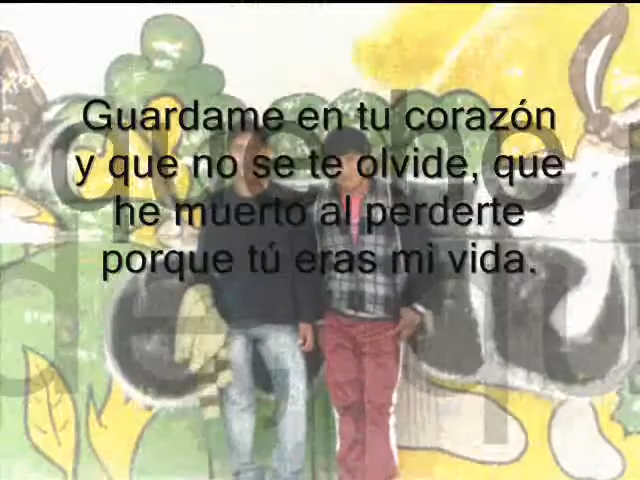 Guardame en tu corazón
y que no se te olvide, que
he muerto al perderte
porque tú eras mi vida.